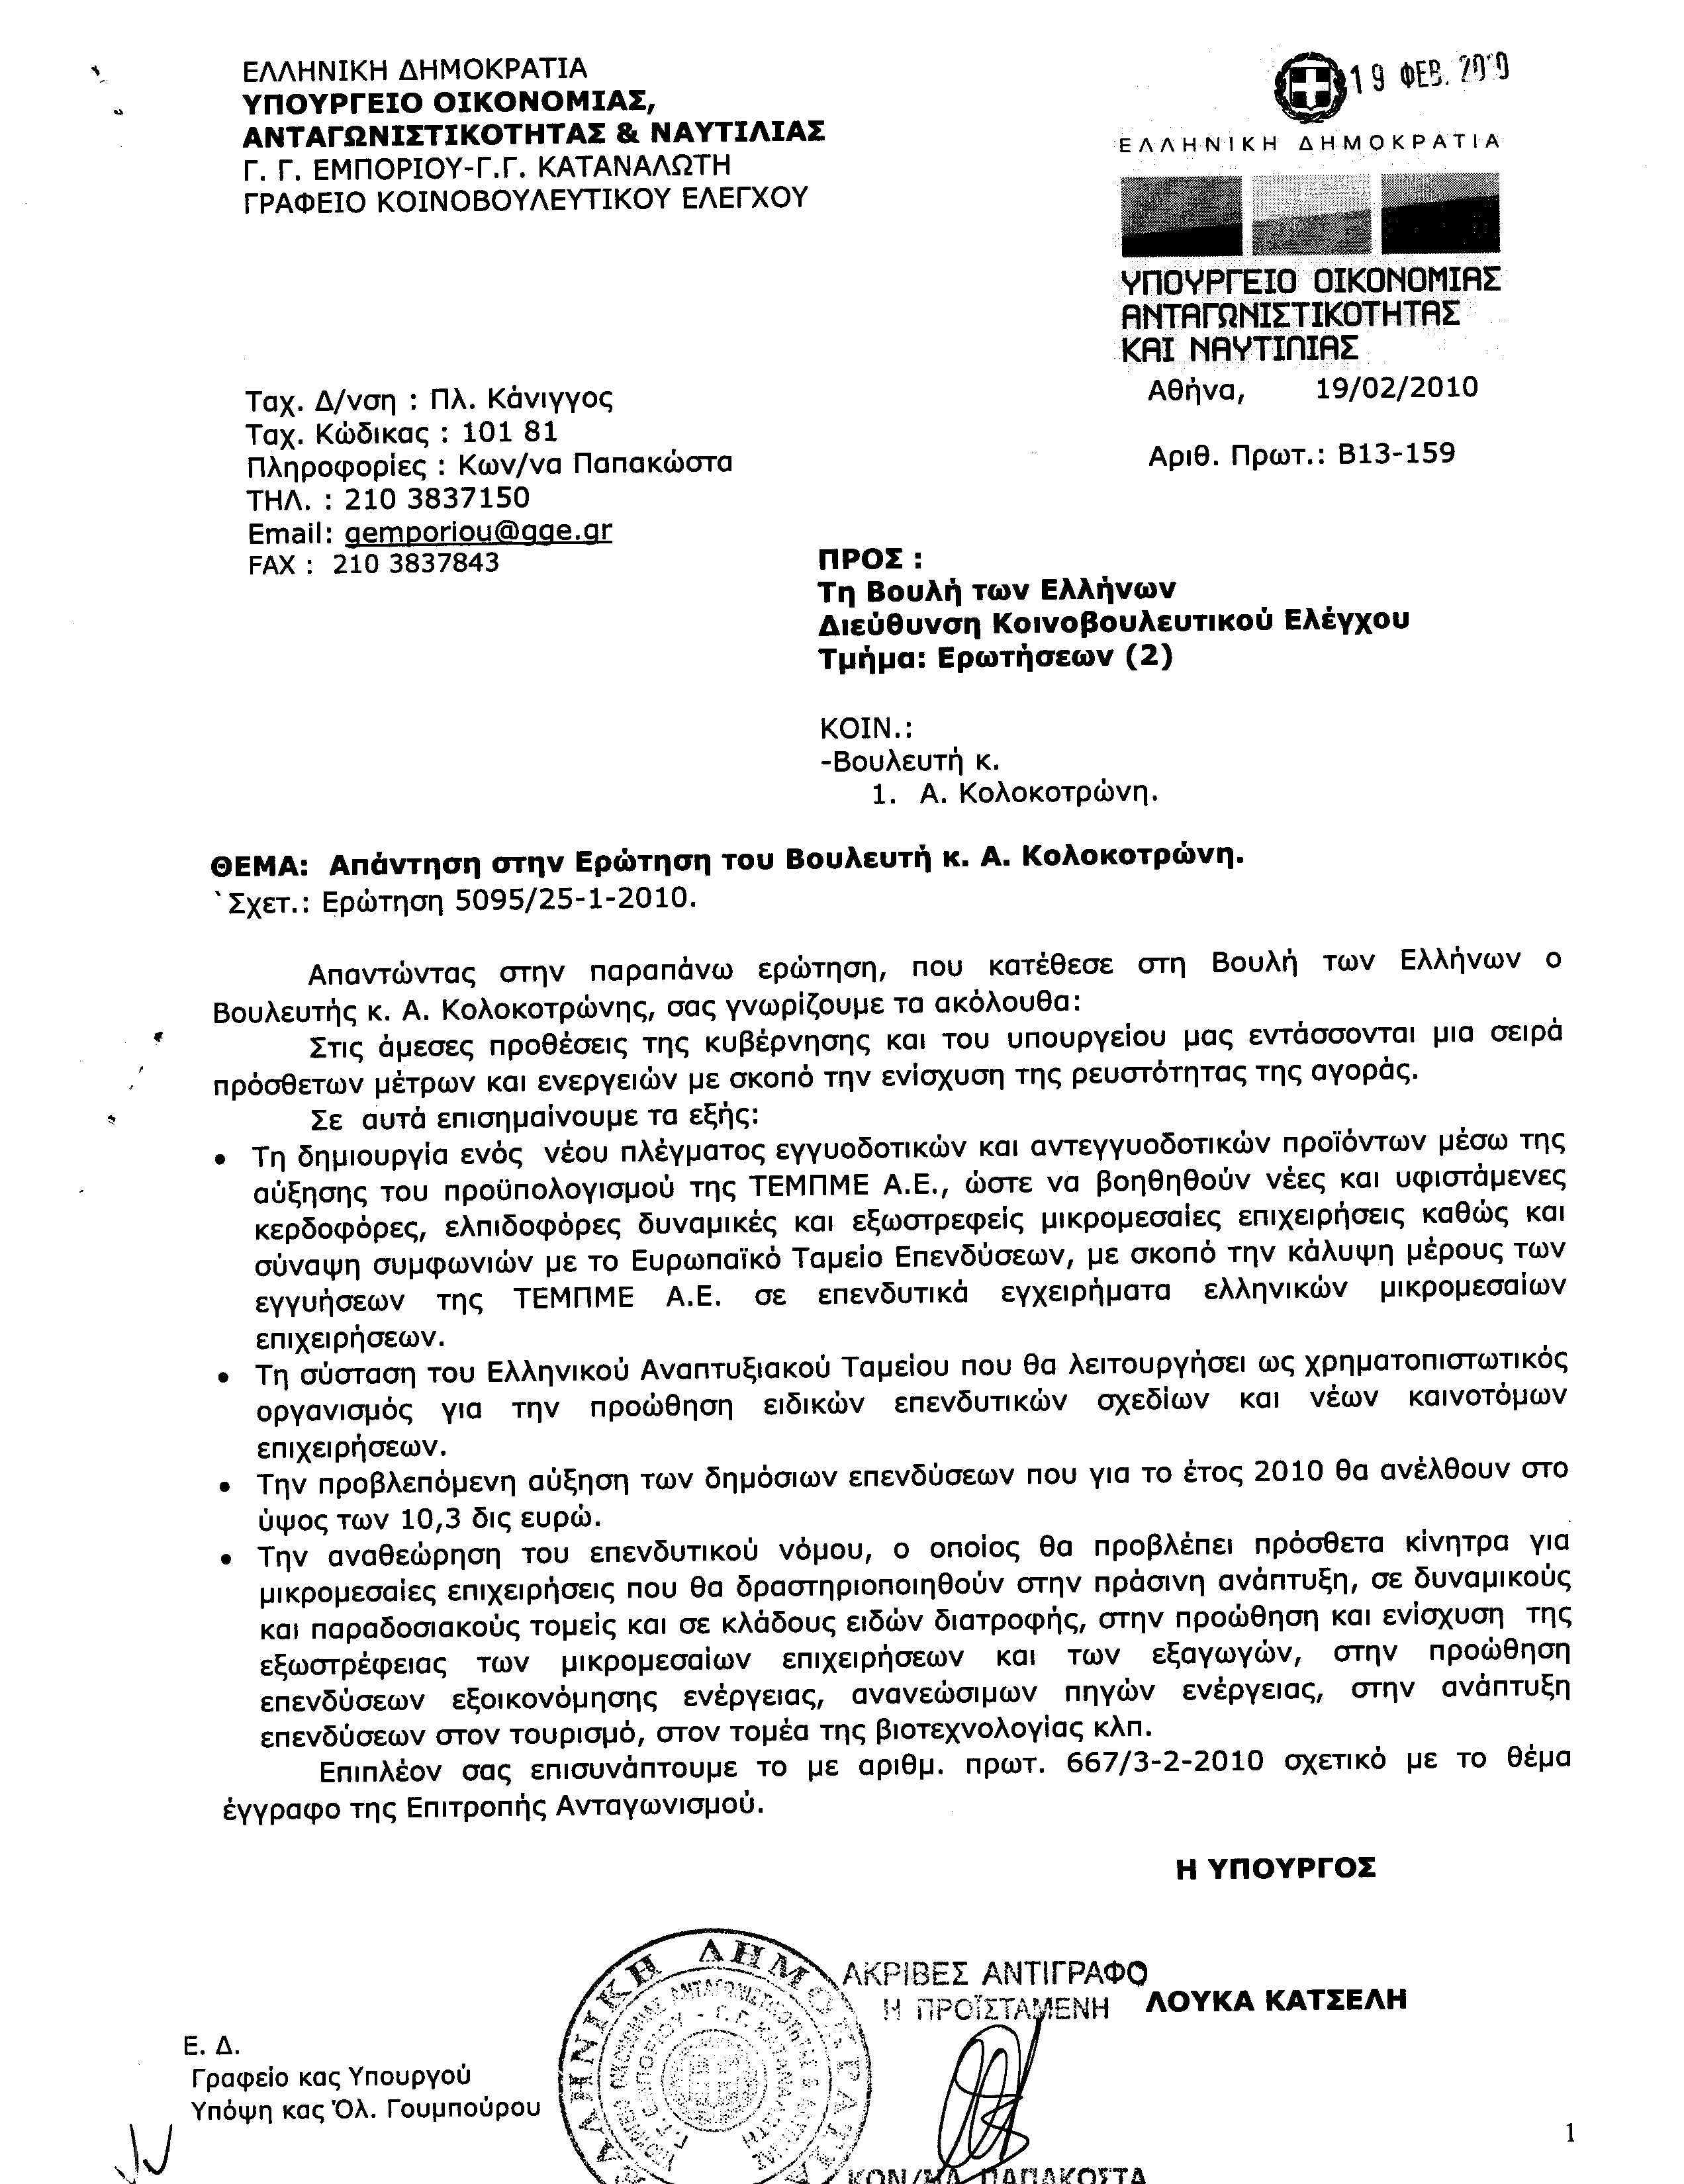 ΕΛΛΗΝΙΚΗ ΔΗΜΟΚΡΑΤΙΑ
ΥΠΟΥΡΓΕΙΟ ΟΙΚΟΝΟΜΙΑΣ,
ΑΝΤΑΓΩΝΙΣΤΙΚΟΤΗΤΑΣ & ΝΑΥΤΙΛΙΑΣ
Γ. Γ. ΕΜΠΟΡΙΟΥ-Γ.Γ. ΚΑΤΑΝΑΛΩΤΗ
ΓΡΑΦΕΙΟ ΚΟΙΝΟΒΟΥΛΕΥΤΙΚΟΥ ΕΛΕΓΧΟΥ
19 ΦΕΒ. 2010
ΕΛΛΗΝΙΚΗ ΔΗΜΟΚΡΑΤΙΑ
ΥΠΟΥΡΓΕΙΟ ΟΙΚΟΝΟΜΙΑΣ
ΑΝΤΑΓΩΝΙΣΤΙΚΟΤΗΤΑΣ
ΚΑΙ ΝΑΥΤΙΛΙΑΣ
Αθήνα, 19/02/2010
Αριθ. Πρωτ.: Β13-159
Ταχ. Δ/νση : Πλ. Κάνιγγος
Ταχ. Κώδικας : 101 81
Πληροφορίες : Κων/να Παπακώστα
ΤΗΛ. : 210 3837150
Email: gemporiou@gge.gr
FAX : 210 3837843
ΠΡΟΣ :
Τη Βουλή των Ελλήνων
Διεύθυνση Κοινοβουλευτικού Ελέγχου
Τμήμα: Ερωτήσεων (2)
ΚΟΙΝ.:
-Βουλευτή κ.
1. Α. Κολοκοτρώνη.
ΘΕΜΑ: Απάντηση στην Ερώτηση του Βουλευτή κ. Α. Κολοκοτρώνη.
Σχετ.: Ερώτηση 5095/25-1-2010.
Απαντώντας στην παραπάνω ερώτηση, που κατέθεσε στη Βουλή των Ελλήνων ο
Βουλευτής κ. Α. Κολοκοτρώνης, σας γνωρίζουμε τα ακόλουθα:
Στις άμεσες προθέσεις της κυβέρνησης και του υπουργείου μας εντάσσονται μια σειρά
πρόσθετων μέτρων και ενεργειών με σκοπό την ενίσχυση της ρευστότητας της αγοράς.
Σε αυτά επισημαίνουμε τα εξής:
• Τη δημιουργία ενός νέου πλέγματος εγγυοδοτικών και αντεγγυοδοτικών προϊόντων μέσω της
αύξησης του προϋπολογισμού της ΤΕΜΠΜΕ Α.Ε., ώστε να βοηθηθούν νέες και υφιστάμενες
κερδοφόρες, ελπιδοφόρες δυναμικές και εξωστρεφείς μικρομεσαίες επιχειρήσεις καθώς και
σύναψη συμφωνιών με το Ευρωπαϊκό Ταμείο Επενδύσεων, με σκοπό την κάλυψη μέρους των
εγγυήσεων της ΤΕΜΠΜΕ Α.Ε. σε επενδυτικά εγχειρήματα ελληνικών μικρομεσαίων
επιχειρήσεων.
• Τη σύσταση του Ελληνικού Αναπτυξιακού Ταμείου που θα λειτουργήσει ως χρηματοπιστωτικός
οργανισμός για την προώθηση ειδικών επενδυτικών σχεδίων και νέων καινοτόμων
επιχειρήσεων.
• Την προβλεπόμενη αύξηση των δημόσιων επενδύσεων που για το έτος 2010 θα ανέλθουν στο
ύψος των 10,3 δις ευρώ.
• Την αναθεώρηση του επενδυτικού νόμου, ο οποίος θα προβλέπει πρόσθετα κίνητρα για
μικρομεσαίες επιχειρήσεις που θα δραστηριοποιηθούν στην πράσινη ανάπτυξη, σε δυναμικούς
και παραδοσιακούς τομείς και σε κλάδους ειδών διατροφής, στην προώθηση και ενίσχυση της
εξωστρέφειας των μικρομεσαίων επιχειρήσεων και των εξαγωγών, στην προώθηση
επενδύσεων εξοικονόμησης ενέργειας, ανανεώσιμων πηγών ενέργειας, στην ανάπτυξη
επενδύσεων στον τουρισμό, στον τομέα της βιοτεχνολογίας κλπ.
Επιπλέον σας επισυνάπτουμε το με αριθμ. πρωτ. 667/3-2-2010 σχετικό με το θέμα
έγγραφο της Επιτροπής Ανταγωνισμού.
Η ΥΠΟΥΡΓΟΣ
ΕΛΛΗΝΙΚΗ ΔΗΜΟΚΡΑΤΙΑ
ΑΚΡΙΒΕΣ ΑΝΤΙΓΡΑΦΟ
Η ΠΡΟΪΣΤΑΜΕΝΗ
ΛΟΥΚΑ ΚΑΤΣΕΛΗ
Ε. Δ.
Γραφείο κας Υπουργού
Υπόψη κας Όλ. Γουμπούρου
1
ΚΩΝ/ΝΑ ΠΑΠΑΚΩΣΤΑ